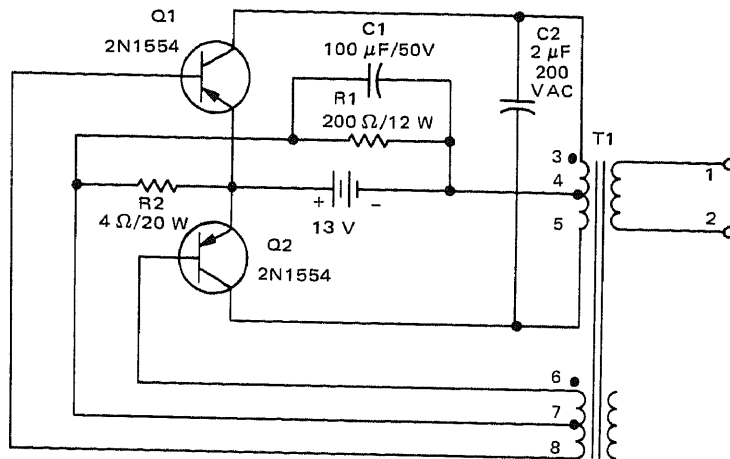 Q1
2N1554
C1
100 μF/50V
R1
200 Ω/12 W
C2
2 μF
200
VAC
T1
3
4
5
1
2
R2
4 Ω/20 W
+
−
13 V
Q2
2N1554
6
7
8